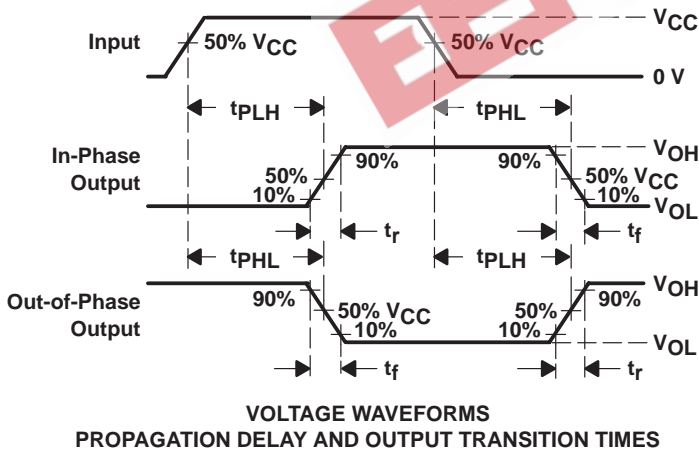 Input
50% VCC
50% VCC
VCC
0 V
tPLH
tPHL
In-Phase
Output
50%
10%
90%
90%
VOH
50% VCC
10%
VOL
tr
tf
tPHL
tPLH
Out-of-Phase
Output
90%
50% VCC
10%
50%
10%
90%
VOH
VOL
tf
tr
VOLTAGE WAVEFORMS
PROPAGATION DELAY AND OUTPUT TRANSITION TIMES